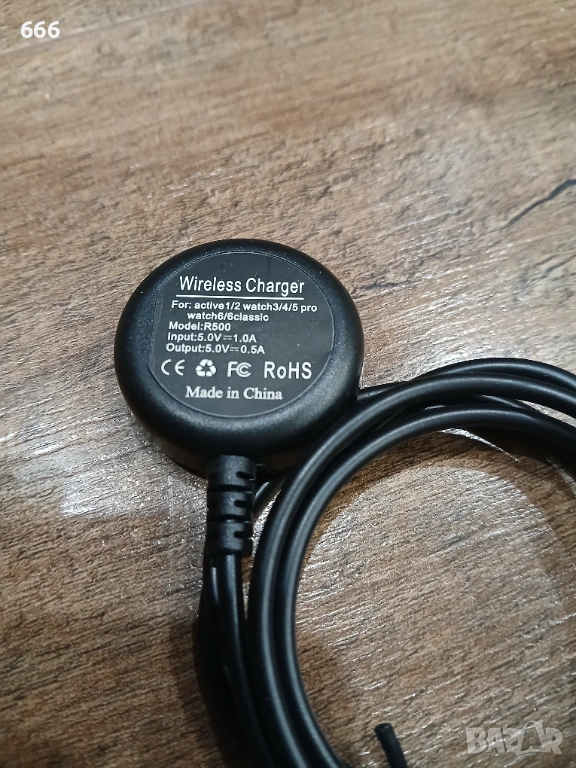 666
Wireless Charger
For: active1/2 watch3/4/5 pro
watch6/6classic
Model:R500
Input:5.0V⎓1.0A
Output:5.0V⎓0.5A
CE FC RoHS
Made in China
BAZAR